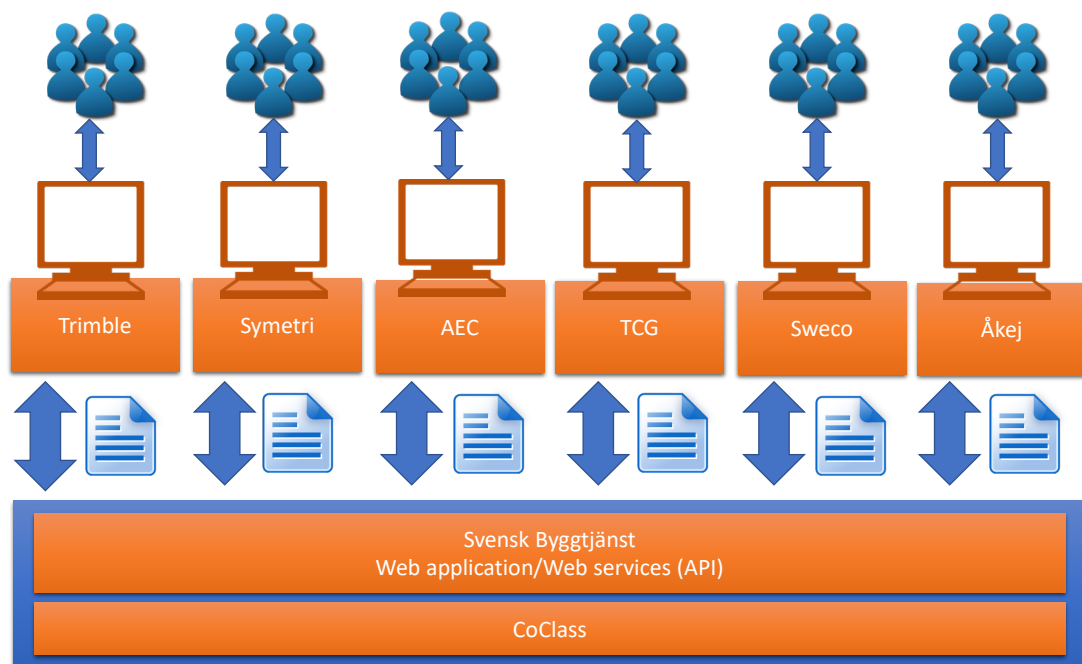 Trimble
Symetri
AEC
TCG
Sweco
Åkej
Svensk Byggtjänst
Web application/Web services (API)
CoClass